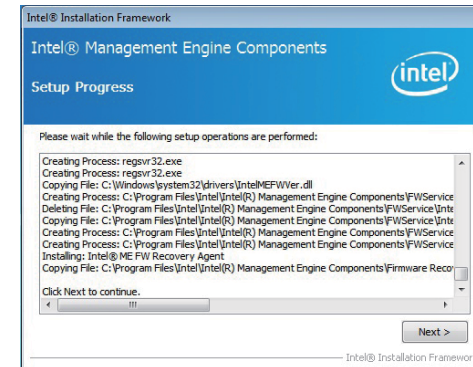 Intel® Installation Framework
Intel® Management Engine Components
intel
Setup Progress
Please wait while the following setup operations are performed:
Creating Process: regsvr32.exe
Creating Process: regsvr32.exe
Copying File: C:\Windows\system32\drivers\IntelMEFWVer.dll
Creating Process: C:\Program Files\Intel\Intel(R) Management Engine Components\FWService
Deleting File: C:\Program Files\Intel\Intel(R) Management Engine Components\FWService\Inte
Copying File: C:\Program Files\Intel\Intel(R) Management Engine Components\FWService\Inte
Creating Process: C:\Program Files\Intel\Intel(R) Management Engine Components\FWService
Creating Process: C:\Program Files\Intel\Intel(R) Management Engine Components\FWService
Installing: Intel® ME FW Recovery Agent
Copying File: C:\Program Files\Intel\Intel(R) Management Engine Components\Firmware Recov
Click Next to continue.
Next >
Intel® Installation Framewor